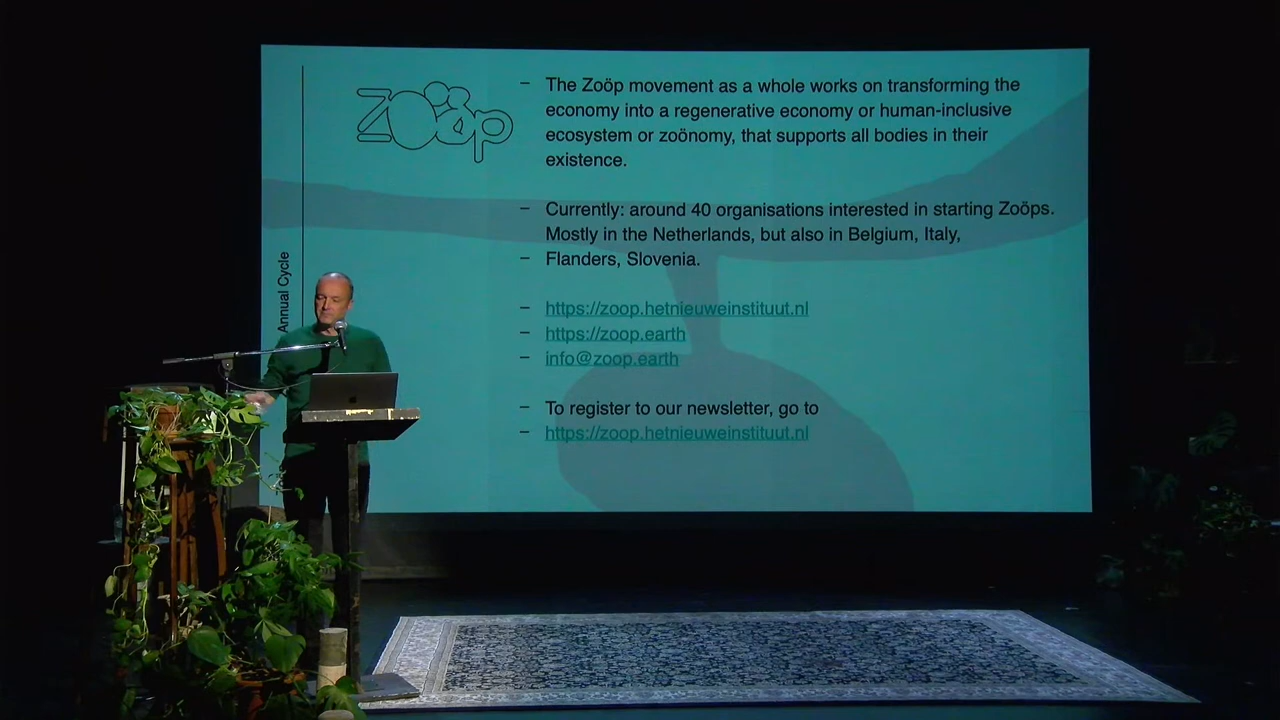 Zoöp
Annual Cycle
– The Zoöp movement as a whole works on transforming the
economy into a regenerative economy or human-inclusive
ecosystem or zoönomy, that supports all bodies in their
existence.
– Currently: around 40 organisations interested in starting Zoöps.
Mostly in the Netherlands, but also in Belgium, Italy,
– Flanders, Slovenia.
– https://zoop.hetnieuweinstituut.nl
– https://zoop.earth
– info@zoop.earth
– To register to our newsletter, go to
– https://zoop.hetnieuweinstituut.nl